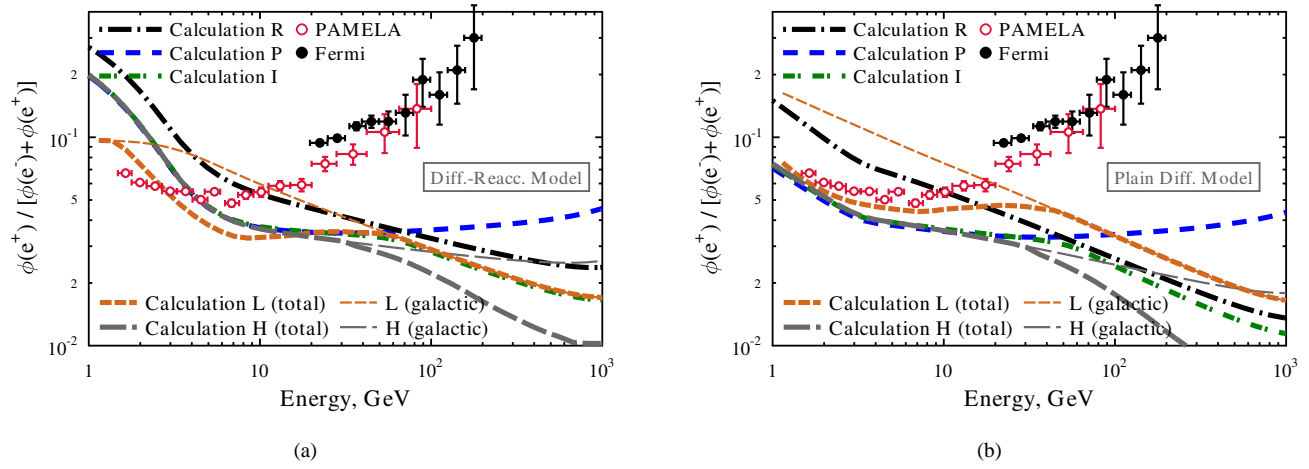 Calculation R
PAMELA
Calculation P
Fermi
Calculation I
2
10⁻¹
5
2
10⁻²
ϕ(e⁺) / [ϕ(e⁻)+ ϕ(e⁺)]
Diff.-Reacc. Model
Calculation L (total)
L (galactic)
Calculation H (total)
H (galactic)
1
10
10²
10³
Energy, GeV
(a)
Calculation R
PAMELA
Calculation P
Fermi
Calculation I
2
10⁻¹
5
2
10⁻²
ϕ(e⁺) / [ϕ(e⁻)+ ϕ(e⁺)]
Plain Diff. Model
Calculation L (total)
L (galactic)
Calculation H (total)
H (galactic)
1
10
10²
10³
Energy, GeV
(b)